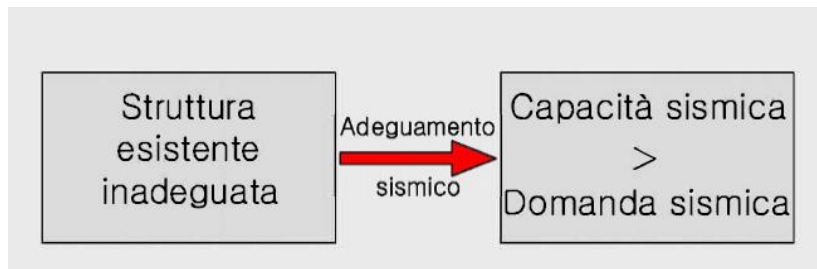 Struttura
esistente
inadeguata
Adeguamento
sismico
Capacità sismica
>
Domanda sismica